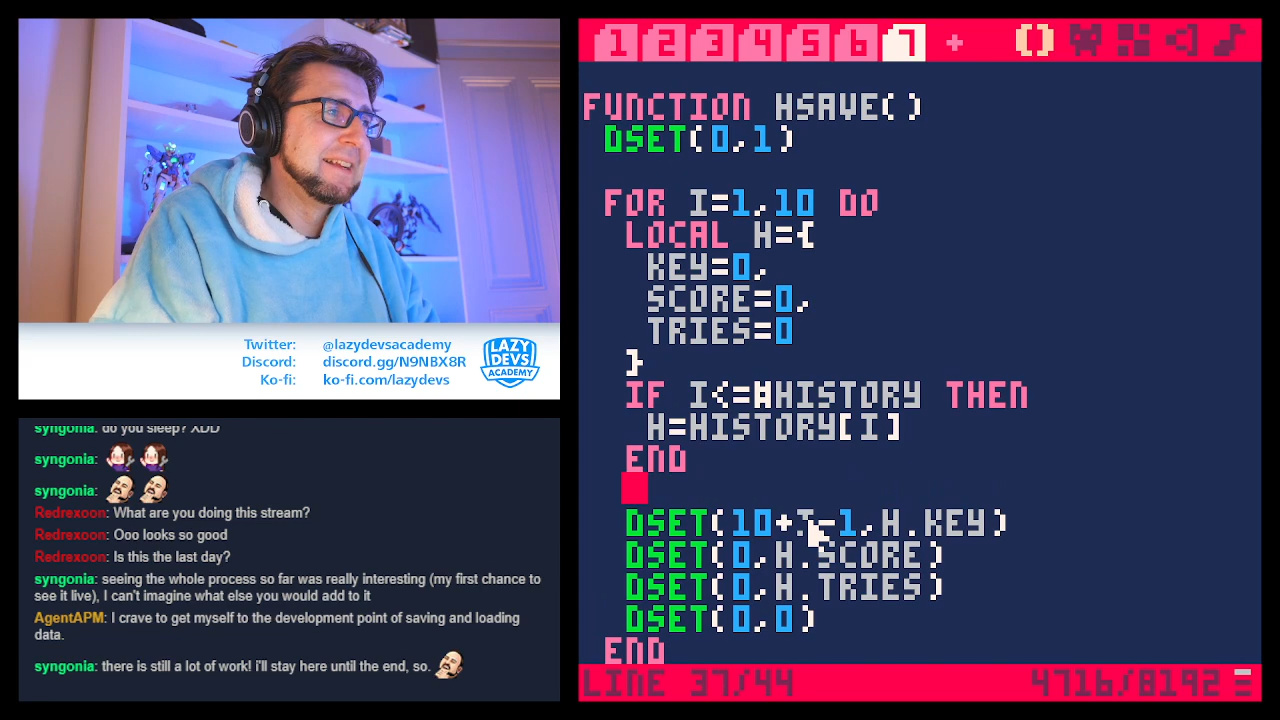 Twitter: @lazydevsacademy
Discord: discord.gg/N9NBX8R
Ko-fi: ko-fi.com/lazydevs
LAZY
DEVS
ACADEMY
syngonia: do you sleep? XDD
syngonia:
syngonia:
Redrexoon: What are you doing this stream?
Redrexoon: Ooo looks so good
Redrexoon: Is this the last day?
syngonia: seeing the whole process so far was really interesting (my first chance to
see it live), I can't imagine what else you would add to it
AgentAPM: I crave to get myself to the development point of saving and loading
data.
syngonia: there is still a lot of work! i'll stay here until the end, so.
1 2 3 4 5 6 7 + ()
FUNCTION HSAVE()
DSET(0,1)
FOR I=1,10 DO
LOCAL H={
KEY=0,
SCORE=0,
TRIES=0
}
IF I<=#HISTORY THEN
H=HISTORY[I]
END
DSET(10+I-1,H.KEY)
DSET(0,H.SCORE)
DSET(0,H.TRIES)
DSET(0,0)
END
LINE 37/44 4716/8192